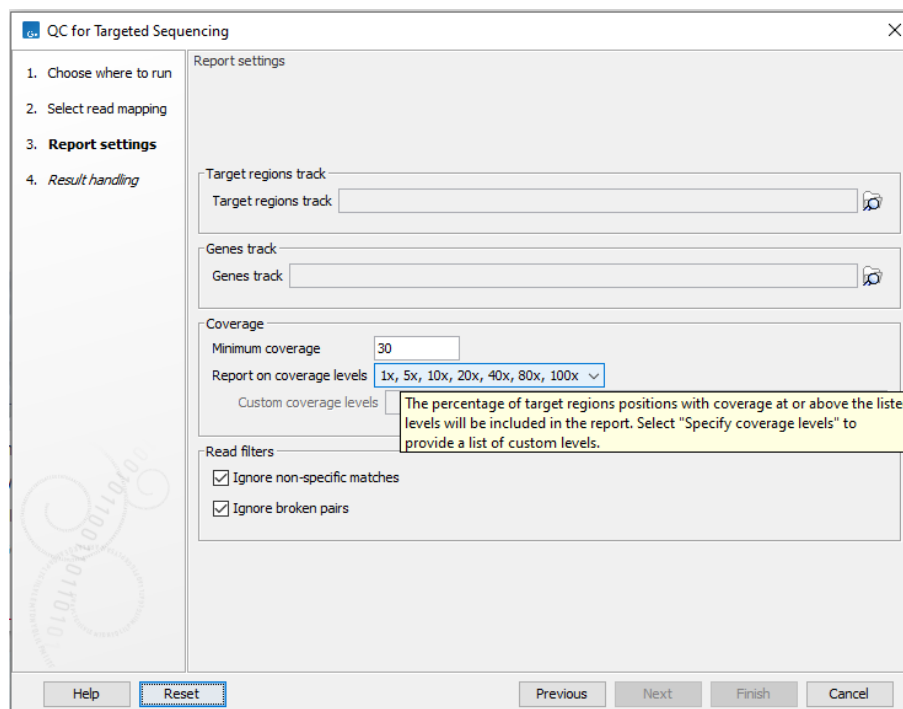 QC for Targeted Sequencing
1. Choose where to run
2. Select read mapping
3. Report settings
4. Result handling
Report settings
Target regions track
Target regions track
Genes track
Genes track
Coverage
Minimum coverage 30
Report on coverage levels 1x, 5x, 10x, 20x, 40x, 80x, 100x
Custom coverage levels
The percentage of target regions positions with coverage at or above the liste
levels will be included in the report. Select "Specify coverage levels" to
provide a list of custom levels.
Read filters
Ignore non-specific matches
Ignore broken pairs
Help Reset Previous Next Finish Cancel